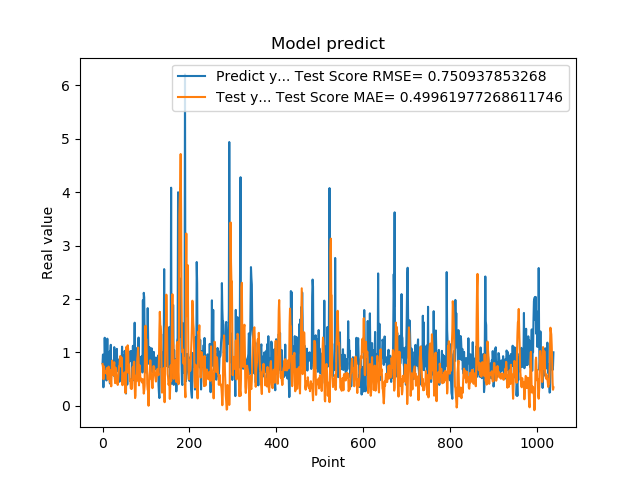 Model predict
Predict y... Test Score RMSE= 0.750937853268
Test y... Test Score MAE= 0.49961977268611746
Real value
6
5
4
3
2
1
0
0 200 400 600 800 1000
Point